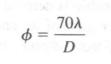 ϕ = 70λ / D